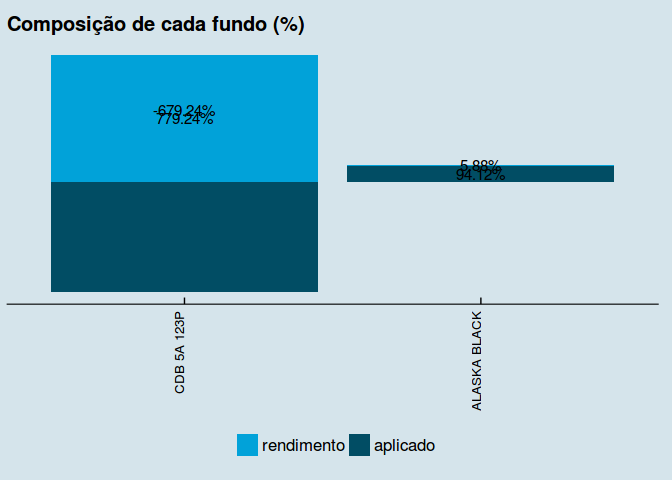 Composição de cada fundo (%)
-679.24%
779.24%
5.88%
94.12%
CDB 5A 123P
ALASKA BLACK
rendimento
aplicado